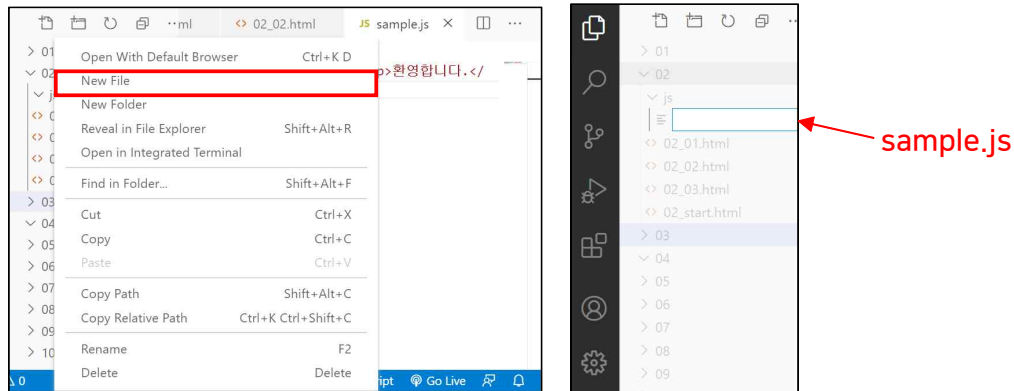 ··ml
02_02.html
JS sample.js
01
Open With Default Browser Ctrl+K D
02
>환영합니다.</
New File
New Folder
Reveal in File Explorer Shift+Alt+R
Open in Integrated Terminal
Find in Folder... Shift+Alt+F
03
Cut Ctrl+X
04
Copy Ctrl+C
05
Paste Ctrl+V
06
07
Copy Path Shift+Alt+C
08
Copy Relative Path Ctrl+K Ctrl+Shift+C
09
Rename F2
10
Delete Delete
0
ipt
Go Live
01
02
js
02_01.html
02_02.html
02_03.html
02_start.html
03
04
05
06
07
08
09
sample.js